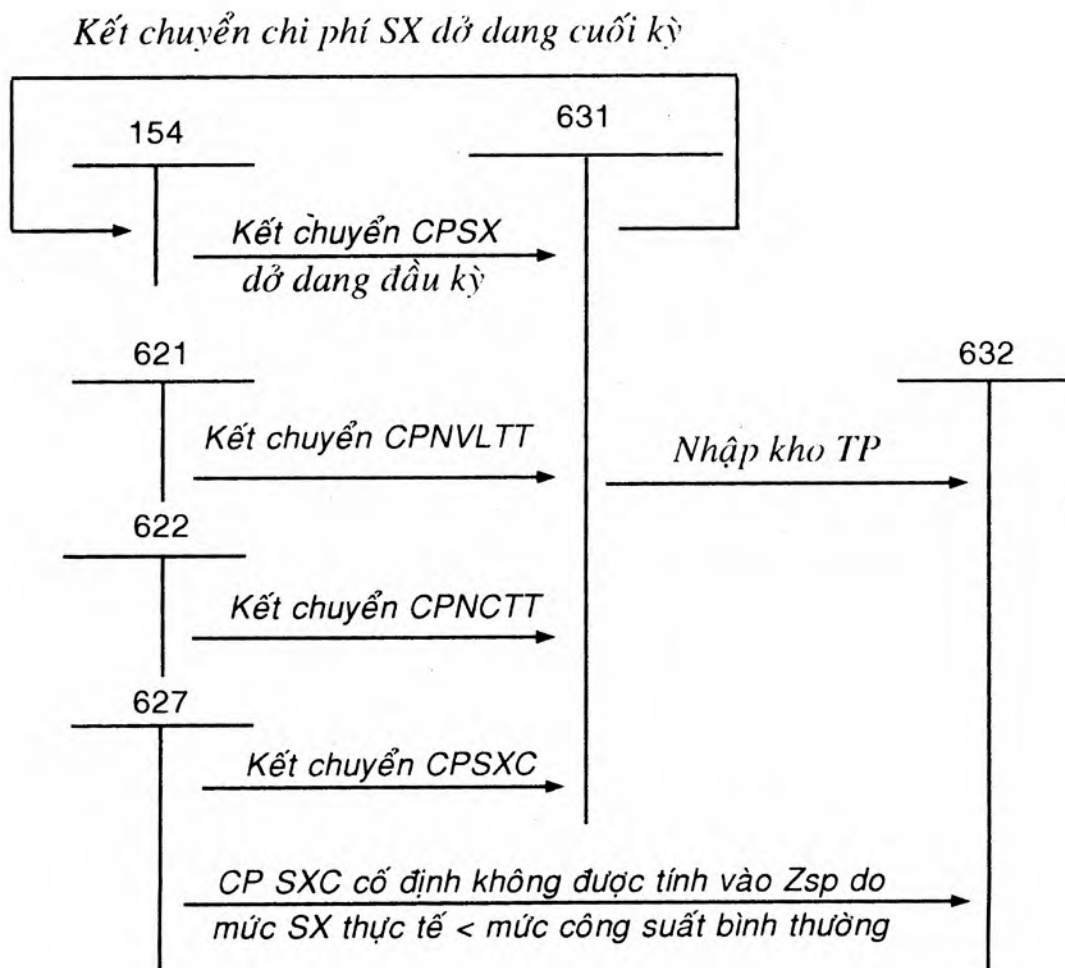 Kết chuyển chi phí SX dở dang cuối kỳ
154
631
Kết chuyển CPSX
dở dang đầu kỳ
621
632
Kết chuyển CPNVLTT
Nhập kho TP
622
Kết chuyển CPNCTT
627
Kết chuyển CPSXC
CP SXC cố định không được tính vào Zsp do
mức SX thực tế < mức công suất bình thường